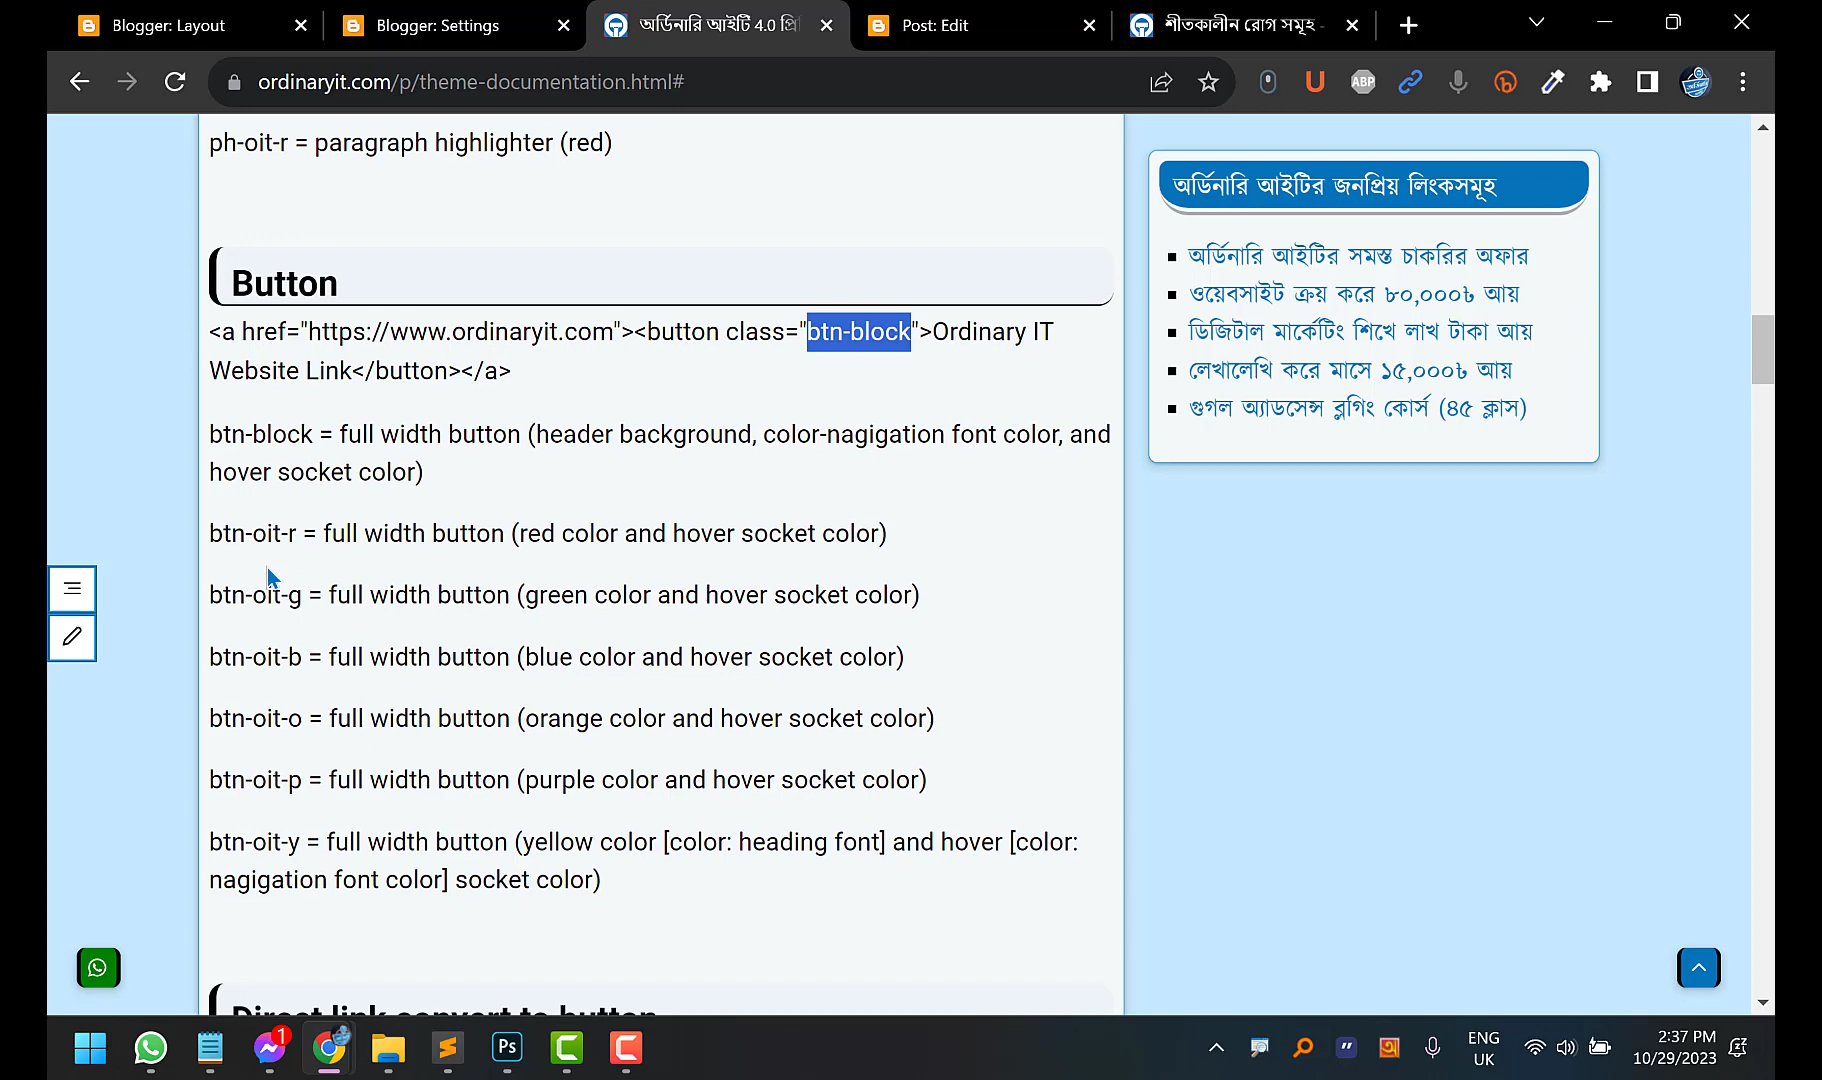 Blogger: Layout
Blogger: Settings
অর্ডিনারি আইটি 4.0 প্রি
Post: Edit
শীতকালীন রোগ সমূহ -
ordinaryit.com/p/theme-documentation.html#
ABP
ph-oit-r = paragraph highlighter (red)
Button
<a href="https://www.ordinaryit.com"><button class="btn-block">Ordinary IT
Website Link</button></a>
btn-block = full width button (header background, color-nagigation font color, and
hover socket color)
btn-oit-r = full width button (red color and hover socket color)
btn-oit-g = full width button (green color and hover socket color)
btn-oit-b = full width button (blue color and hover socket color)
btn-oit-o = full width button (orange color and hover socket color)
btn-oit-p = full width button (purple color and hover socket color)
btn-oit-y = full width button (yellow color [color: heading font] and hover [color:
nagigation font color] socket color)
Direct link convert to button
অর্ডিনারি আইটির জনপ্রিয় লিংকসমূহ
অর্ডিনারি আইটির সমস্ত চাকরির অফার
ওয়েবসাইট ক্রয় করে ৮০,০০০৳ আয়
ডিজিটাল মার্কেটিং শিখে লাখ টাকা আয়
লেখালেখি করে মাসে ১৫,০০০৳ আয়
গুগল অ্যাডসেন্স ব্লগিং কোর্স (৪৫ ক্লাস)
1
Ps
অ
ENG
UK
2:37 PM
10/29/2023